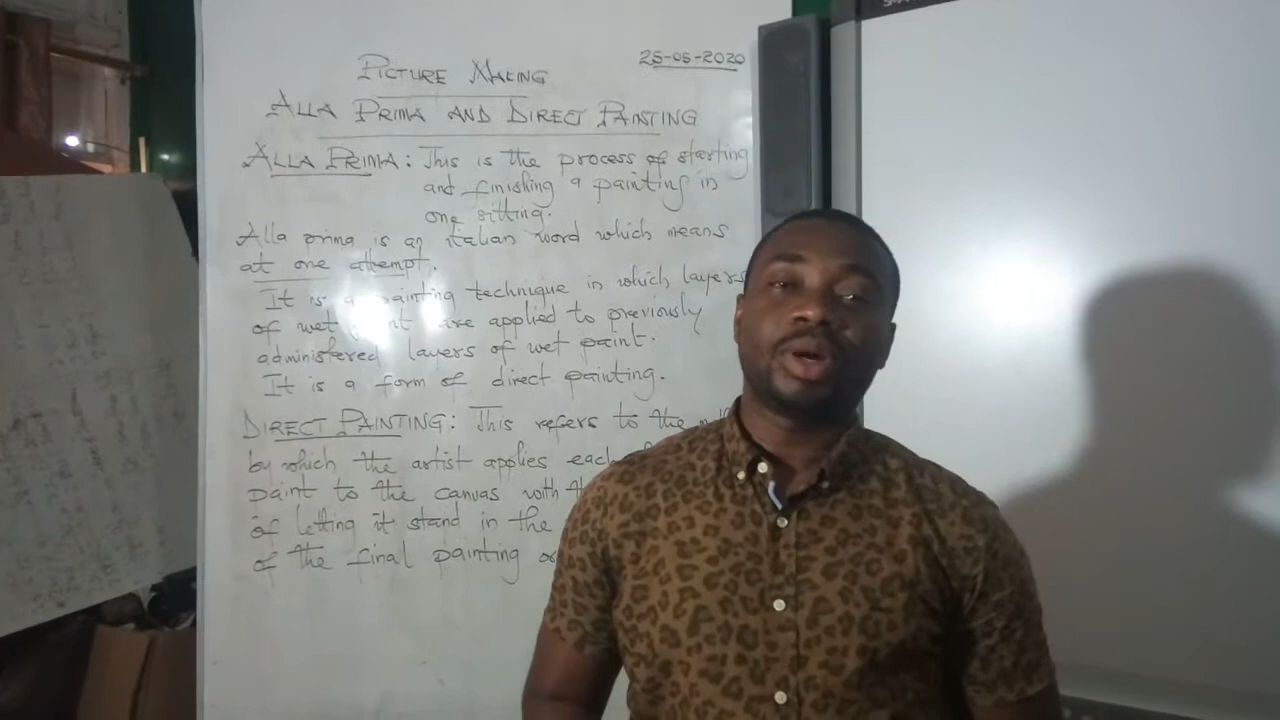 25-05-2020
PICTURE MAKING
ALLA PRIMA AND DIRECT PAINTING
ALLA PRIMA: This is the process of starting
and finishing a painting in
one sitting.
Alla prima is an italian word which means
at one attempt.
It is a painting technique in which layers
of wet paint are applied to previously
administered layers of wet paint.
It is a form of direct painting.
DIRECT PAINTING: This refers to the
by which the artist applies each
paint to the canvas with
of letting it stand in the
of the final painting